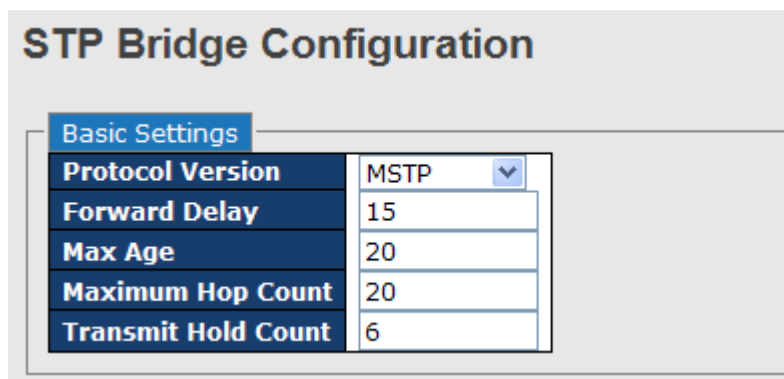 STP Bridge Configuration
Basic Settings
Protocol Version MSTP
Forward Delay 15
Max Age 20
Maximum Hop Count 20
Transmit Hold Count 6